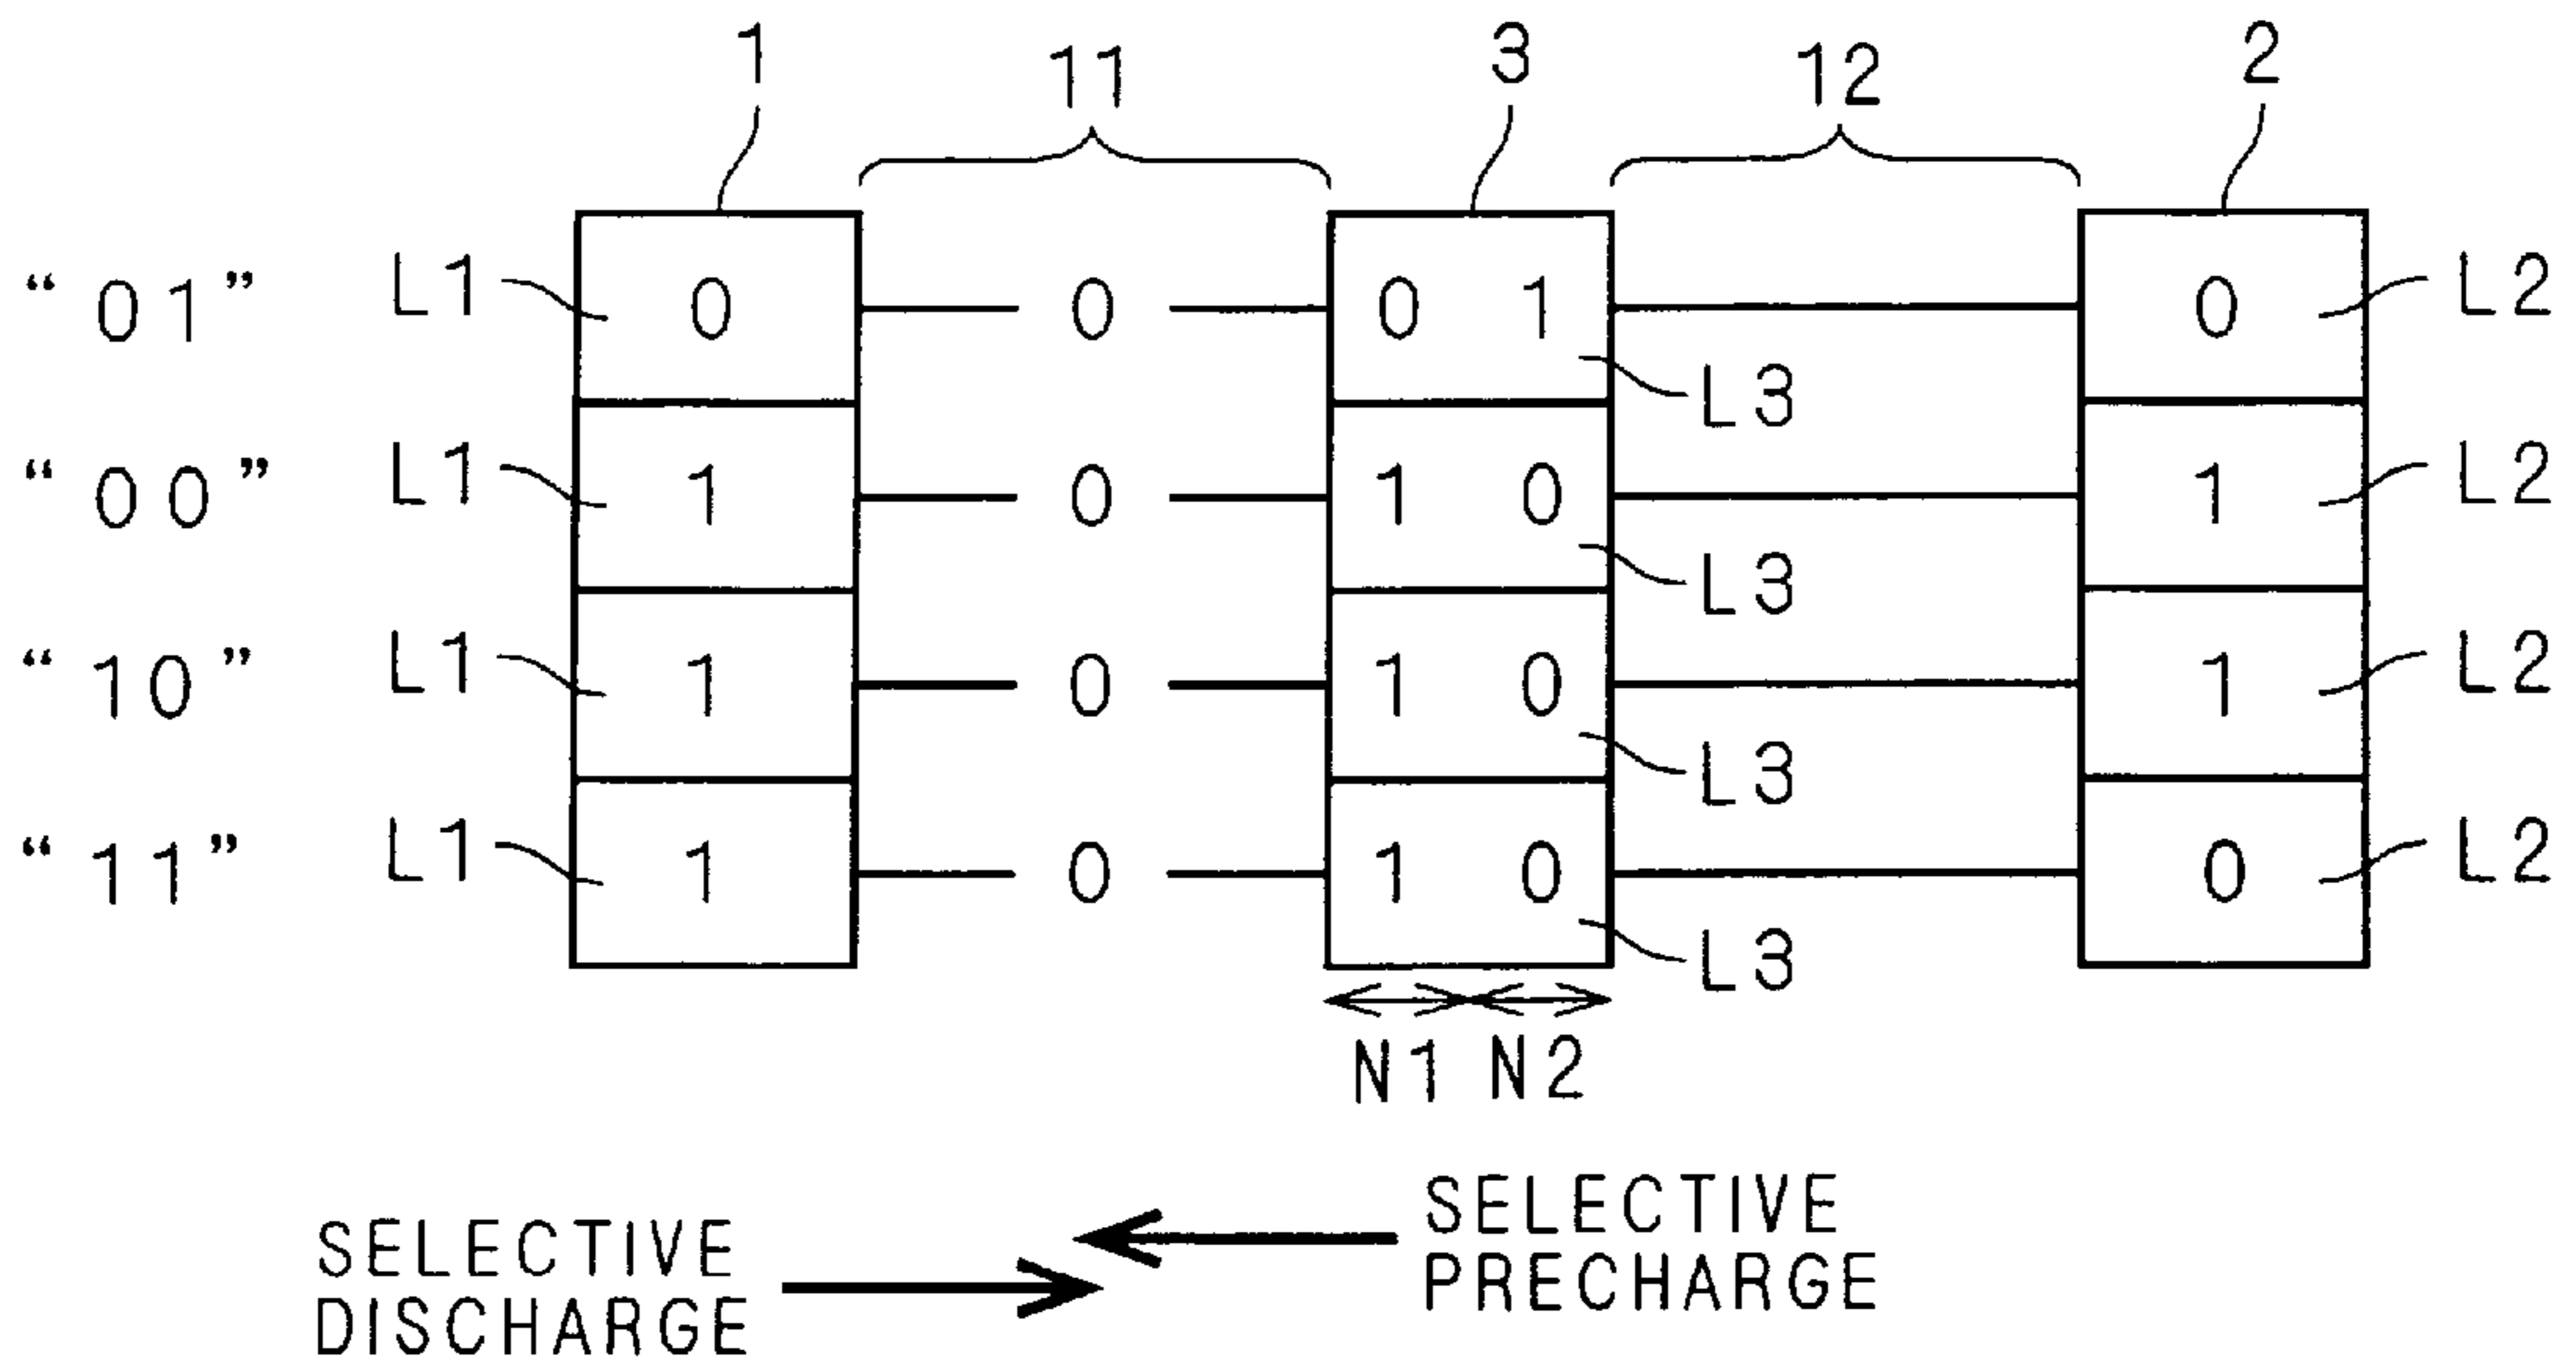 1 11 3 12 2
“01” L1 0 0 0 1 0 L2
L3
“00” L1 1 0 1 0 1 L2
L3
“10” L1 1 0 1 0 1 L2
L3
“11” L1 1 0 1 0 0 L2
L3
N1 N2
SELECTIVE
DISCHARGE
SELECTIVE
PRECHARGE